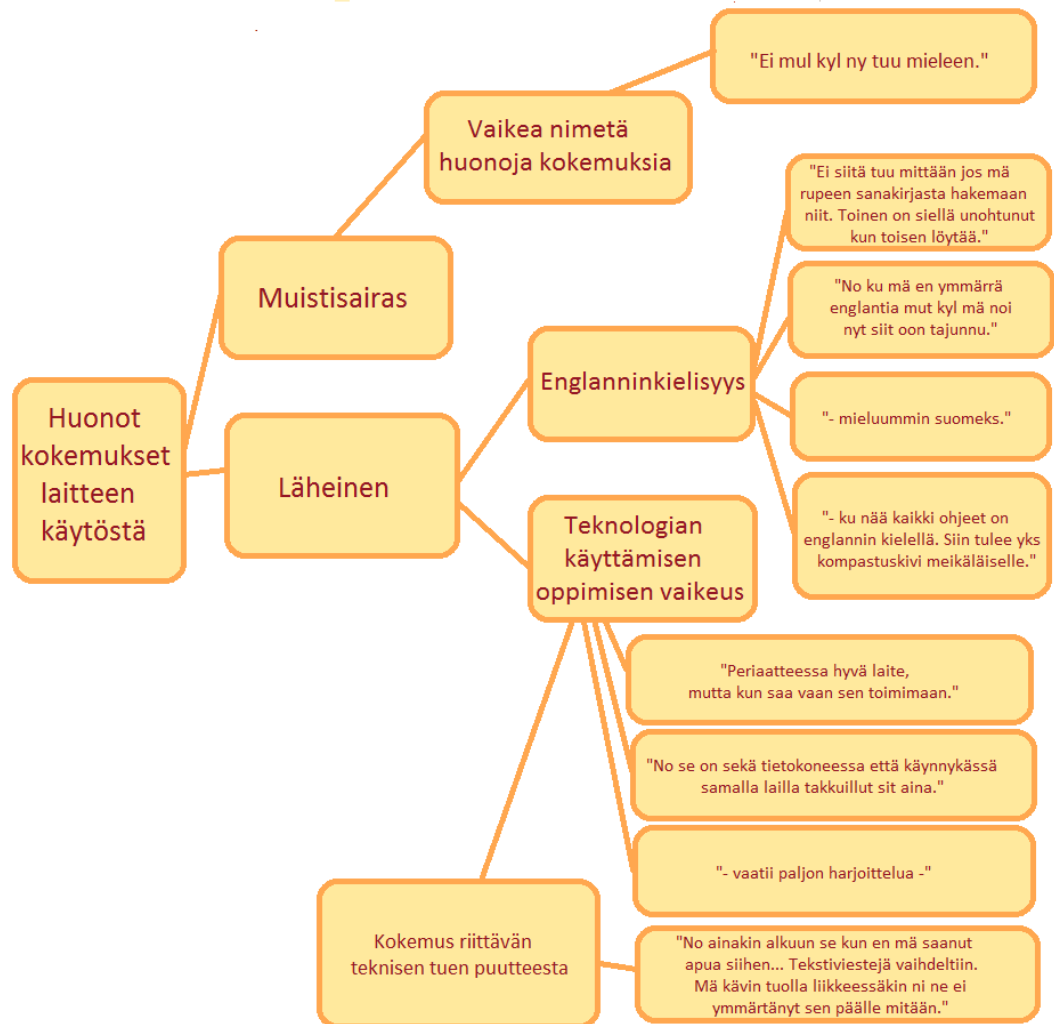 "Ei mul kyl ny tuu mieleen."
Vaikea nimetä
huonoja kokemuksia
"Ei siitä tuu mittään jos mä
rupeen sanakirjasta hakemaan
niit. Toinen on siellä unohtunut
kun toisen löytää."
Muistisairas
"No ku mä en ymmärrä
englantia mut kyl mä noi
nyt siit oon tajunnu."
Englanninkielisyys
"- mieluummin suomeks."
Huonot
kokemukset
laitteen
käytöstä
Läheinen
"- ku nää kaikki ohjeet on
englannin kielellä. Siin tulee yks
kompastuskivi meikäläiselle."
Teknologian
käyttämisen
oppimisen vaikeus
"Periaatteessa hyvä laite,
mutta kun saa vaan sen toimimaan."
"No se on sekä tietokoneessa että käynnykässä
samalla lailla takkuillut sit aina."
"- vaatii paljon harjoittelua -"
Kokemus riittävän
teknisen tuen puutteesta
"No ainakin alkuun se kun en mä saanut
apua siihen... Tekstiviestejä vaihdeltiin.
Mä kävin tuolla liikkeessäkin ni ne ei
ymmärtänyt sen päälle mitään."